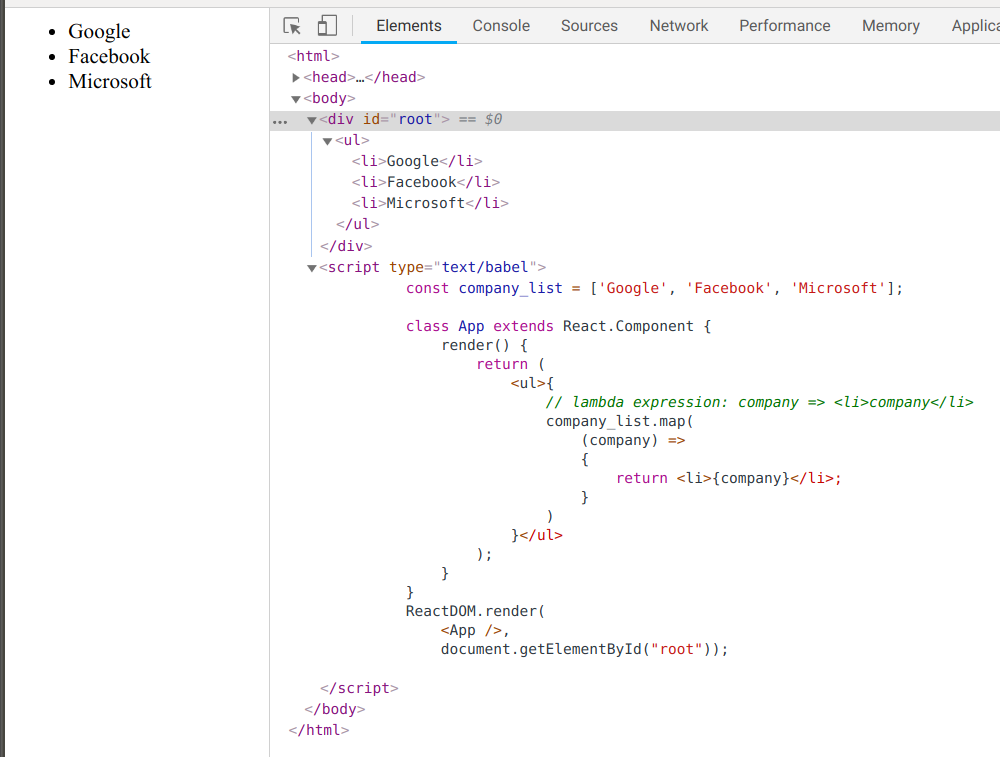 Google
Facebook
Microsoft
Elements Console Sources Network Performance Memory Applica
<html>
<head>…</head>
<body>
... <div id="root"> == $0
<ul>
<li>Google</li>
<li>Facebook</li>
<li>Microsoft</li>
</ul>
</div>
<script type="text/babel">
const company_list = ['Google', 'Facebook', 'Microsoft'];
class App extends React.Component {
render() {
return (
<ul>{
// lambda expression: company => <li>company</li>
company_list.map(
(company) =>
{
return <li>{company}</li>;
}
)
}</ul>
);
}
}
ReactDOM.render(
<App />,
document.getElementById("root"));
</script>
</body>
</html>